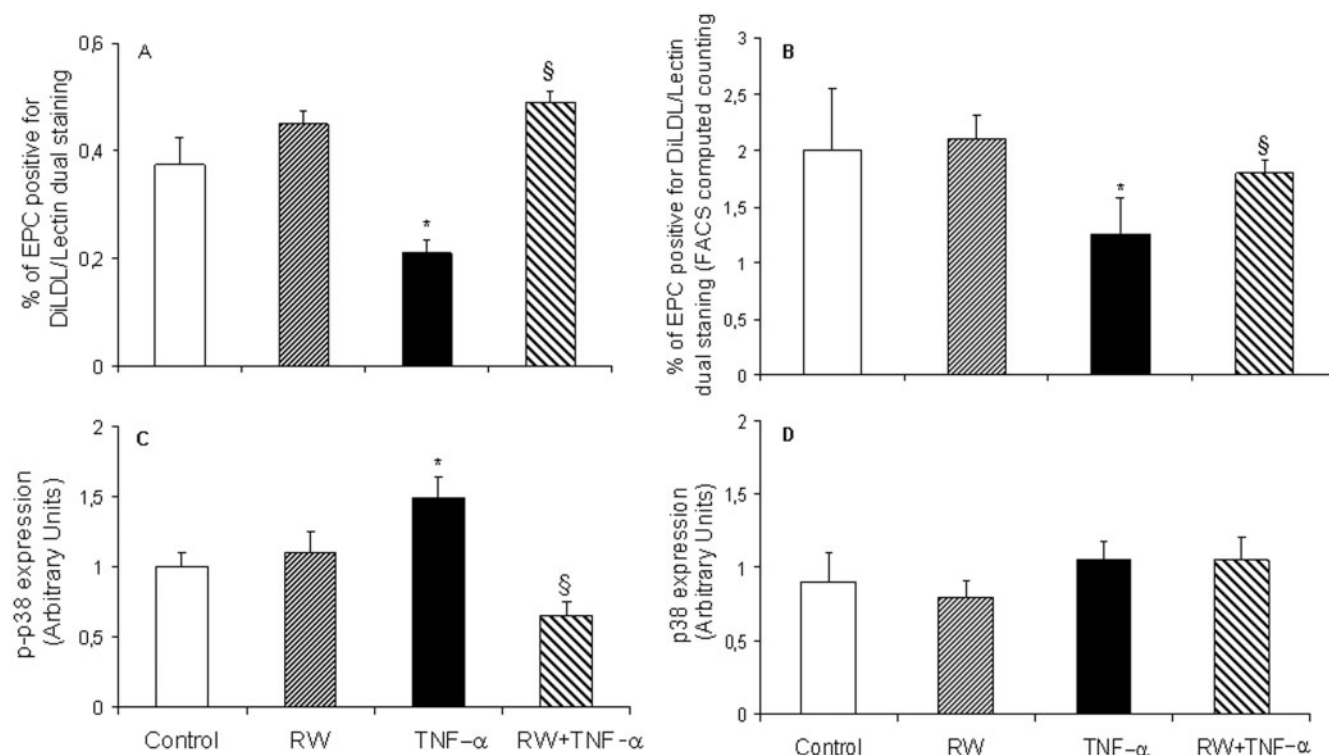 A
% of EPC positive for
DiLDL/Lectin dual staining
0,6
0,4
0,2
0
*
§
B
% of EPC positive for DiLDL/Lectin
dual staning (FACS computed counting
3
2,5
2
1,5
1
0,5
0
*
§
C
p-p38 expression
(Arbitrary Units)
2
1,5
1
0,5
0
*
§
Control RW TNF-α RW+TNF-α
D
p38 expression
(Arbitrary Units)
2
1,5
1
0,5
0
Control RW TNF-α RW+TNF-α